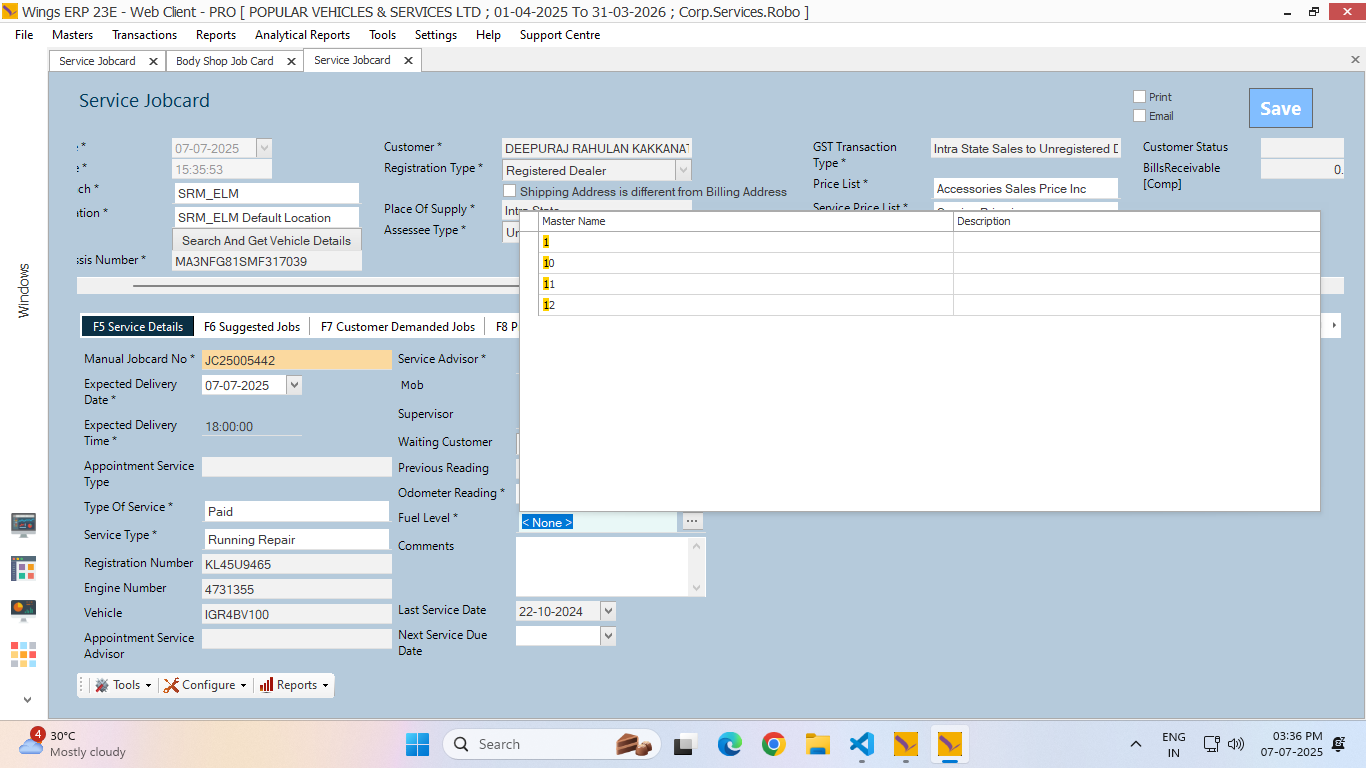 Wings ERP 23E - Web Client - PRO [ POPULAR VEHICLES & SERVICES LTD ; 01-04-2025 To 31-03-2026 ; Corp.Services.Robo ]
File Masters Transactions Reports Analytical Reports Tools Settings Help Support Centre
Service Jobcard Body Shop Job Card Service Jobcard
Service Jobcard
Print
Email
Save
07-07-2025
15:35:53
SRM_ELM
SRM_ELM Default Location
Search And Get Vehicle Details
ssis Number * MA3NFG81SMF317039
Customer * DEEPURAJ RAHULAN KAKKANAT
Registration Type * Registered Dealer
Shipping Address is different from Billing Address
Place Of Supply * Intra State
Assessee Type * Un
GST Transaction
Type *
Intra State Sales to Unregistered D
Price List * Accessories Sales Price Inc
Service Price List *
Customer Status
BillsReceivable
[Comp]
0.
Windows
Master Name Description
1
10
11
12
F5 Service Details F6 Suggested Jobs F7 Customer Demanded Jobs F8 P
Manual Jobcard No * JC25005442
Expected Delivery
Date *
07-07-2025
Expected Delivery
Time *
18:00:00
Appointment Service
Type
Type Of Service * Paid
Service Type * Running Repair
Registration Number KL45U9465
Engine Number 4731355
Vehicle IGR4BV100
Appointment Service
Advisor
Service Advisor *
Mob
Supervisor
Waiting Customer
Previous Reading
Odometer Reading *
Fuel Level * < None >
Comments
Last Service Date 22-10-2024
Next Service Due
Date
Tools Configure Reports
4
30°C
Mostly cloudy
Search
ENG
IN
03:36 PM
07-07-2025